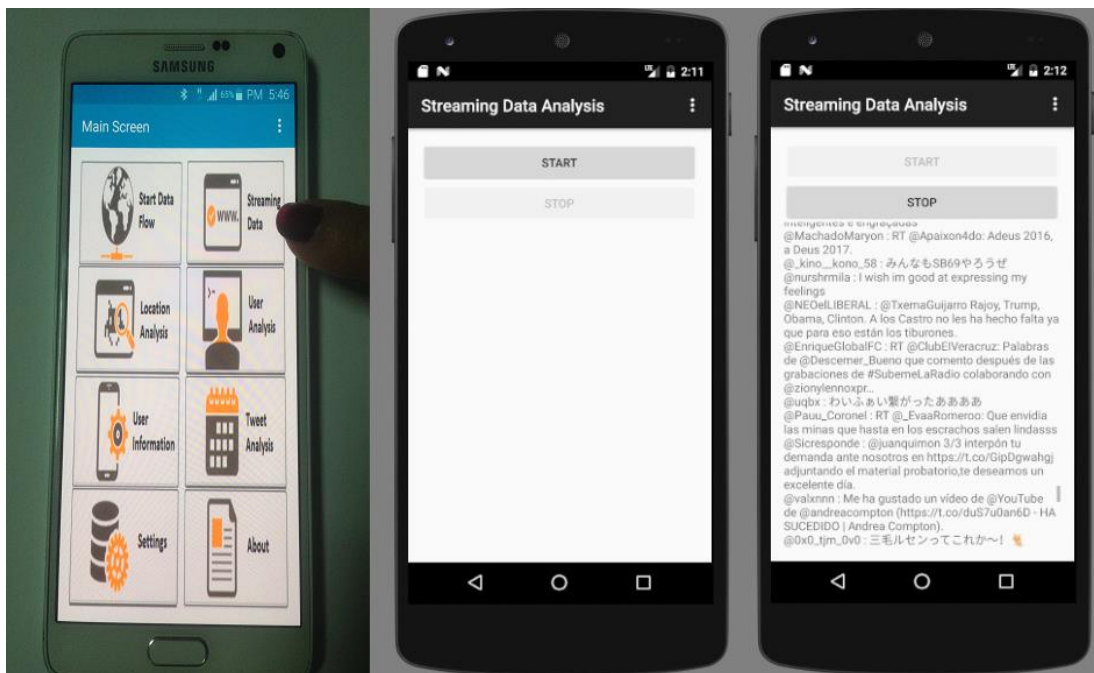 SAMSUNG
65% PM 5:46
Main Screen
Start Data
Flow
www.
Streaming
Data
Location
Analysis
User
Analysis
User
Information
Tweet
Analysis
Settings
About
LTE 2:11
Streaming Data Analysis
START
STOP
LTE 2:12
Streaming Data Analysis
START
STOP
inteligentes e engraçadas
@MachadoMaryon : RT @Apaixon4do: Adeus 2016,
a Deus 2017.
@_kino__kono_58 : みんなもSB69やろうぜ
@nurshrmila : I wish im good at expressing my
feelings
@NEOelLIBERAL : @TxemaGuijarro Rajoy, Trump,
Obama, Clinton. A los Castro no les ha hecho falta ya
que para eso están los tiburones.
@EnriqueGlobalFC : RT @ClubElVeracruz: Palabras
de @Descemer_Bueno que comento después de las
grabaciones de #SubemeLaRadio colaborando con
@zionylennoxpr...
@uqbx : わいふぁい繋がったああああ
@Pauu_Coronel : RT @_EvaaRomeroo: Que envidia
las minas que hasta en los escrachos salen lindasss
@Sicresponde : @juanquimon 3/3 interpón tu
demanda ante nosotros en https://t.co/GipDgwahgj
adjuntando el material probatorio,te deseamos un
excelente día.
@valxnnn : Me ha gustado un vídeo de @YouTube
de @andreacompton (https://t.co/duS7u0an6D - HA
SUCEDIDO | Andrea Compton).
@0x0_tjm_0v0 : 三毛ルセンってこれか〜!